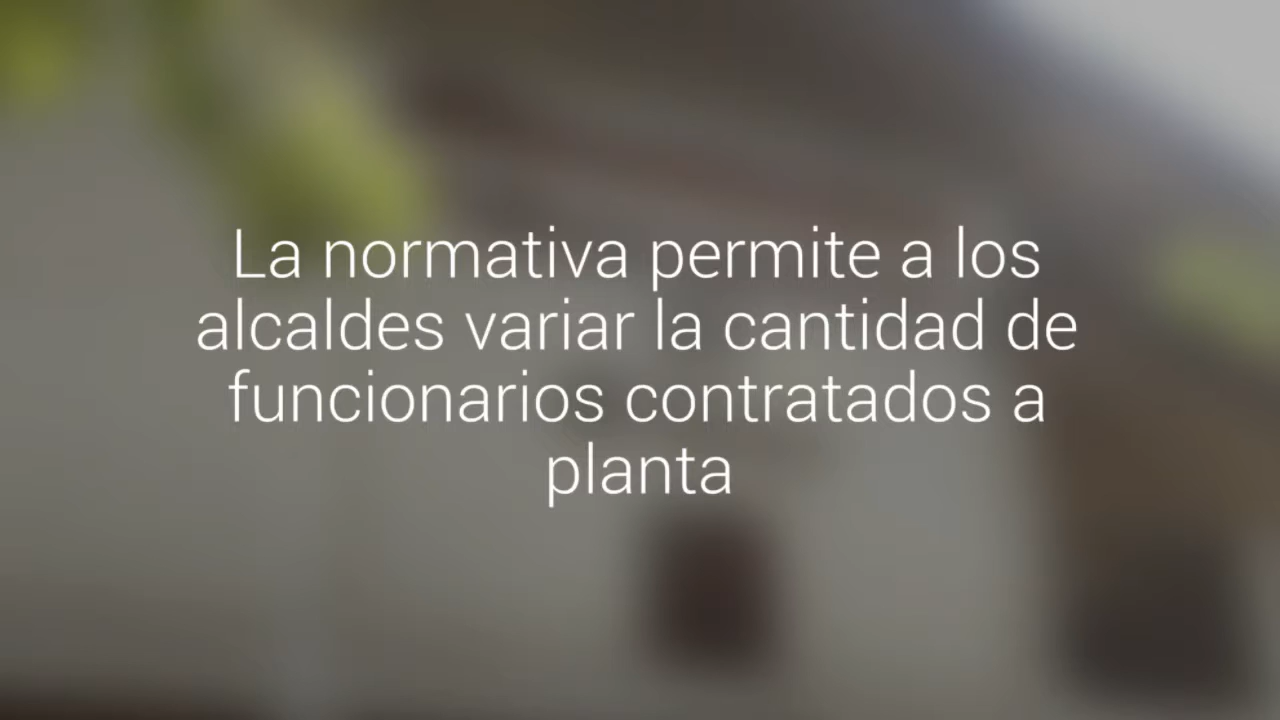 La normativa permite a los
alcaldes variar la cantidad de
funcionarios contratados a
planta